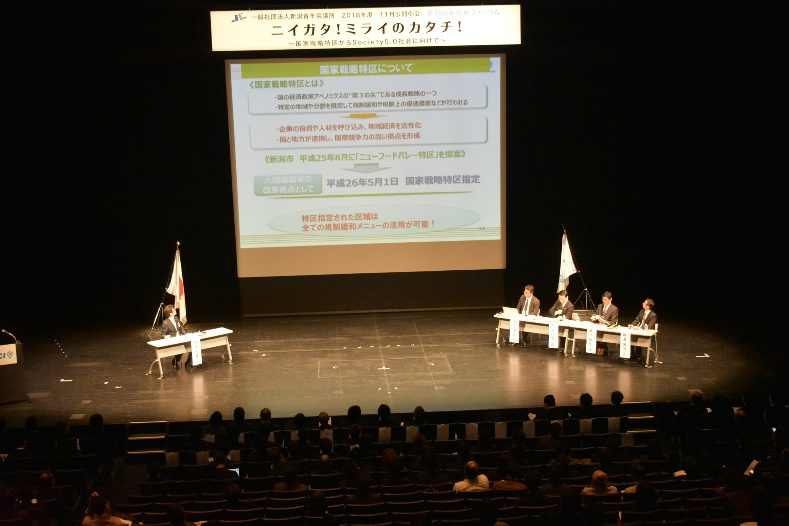 一般社団法人新潟青年会議所　2018年度　11月公開例会
ニイガタ！ミライのカタチ！
～国家戦略特区からSociety5.0社会に向けて～
国家戦略特区について
《国家戦略特区とは》
・国の経済政策アベノミクスの“第3の矢”である成長戦略の一つ
・特定の地域や分野を限定して規制緩和や税制上の優遇措置などが行われる
・企業の投資や人材を呼び込み、地域経済を活性化
・国と地方が連携し、国際競争力の高い拠点を形成
《新潟市　平成25年8月に「ニューフードバレー特区」を提案》
大規模農業の
改革拠点として
平成26年5月1日　国家戦略特区指定
特区指定された区域は
全ての規制緩和メニューの活用が可能！